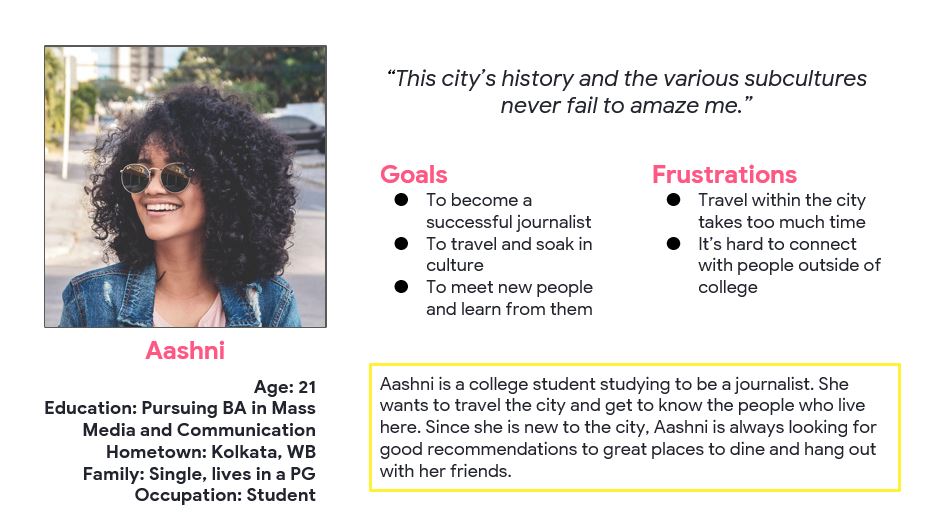 “This city’s history and the various subcultures
never fail to amaze me.”
Goals
● To become a
successful journalist
● To travel and soak in
culture
● To meet new people
and learn from them
Frustrations
● Travel within the city
takes too much time
● It’s hard to connect
with people outside of
college
Aashni
Age: 21
Education: Pursuing BA in Mass
Media and Communication
Hometown: Kolkata, WB
Family: Single, lives in a PG
Occupation: Student
Aashni is a college student studying to be a journalist. She
wants to travel the city and get to know the people who live
here. Since she is new to the city, Aashni is always looking for
good recommendations to great places to dine and hang out
with her friends.